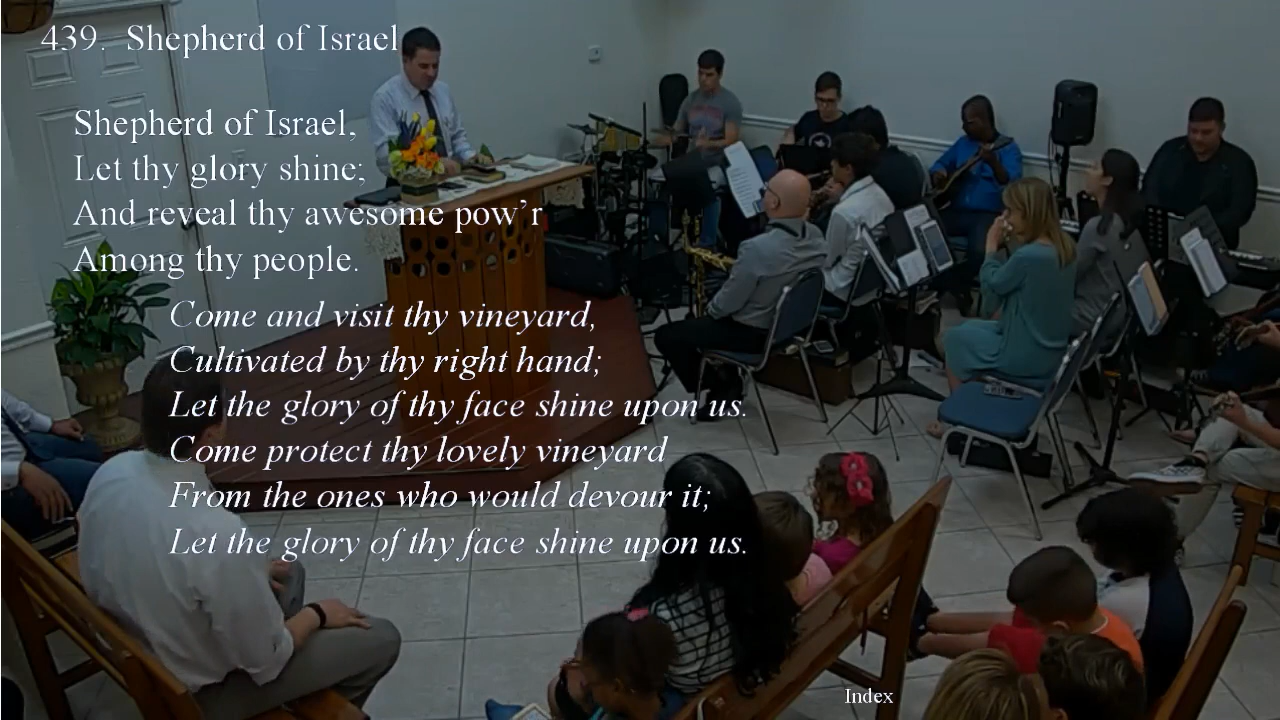 439. Shepherd of Israel
Shepherd of Israel,
Let thy glory shine;
And reveal thy awesome pow’r
Among thy people.
Come and visit thy vineyard,
Cultivated by thy right hand;
Let the glory of thy face shine upon us.
Come protect thy lovely vineyard
From the ones who would devour it;
Let the glory of thy face shine upon us.
Index